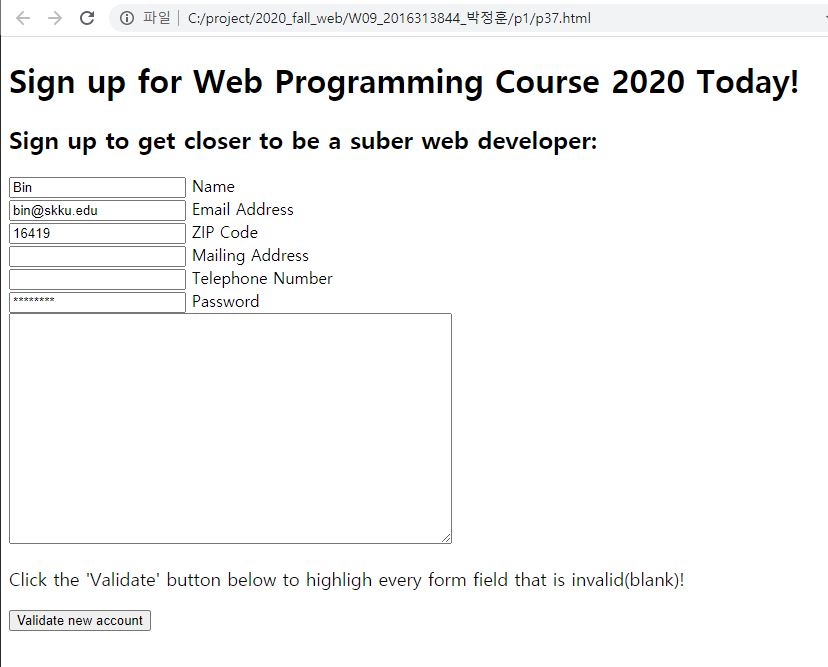 파일 C:/project/2020_fall_web/W09_2016313844_박정훈/p1/p37.html
Sign up for Web Programming Course 2020 Today!
Sign up to get closer to be a suber web developer:
Bin Name
bin@skku.edu Email Address
16419 ZIP Code
Mailing Address
Telephone Number
******** Password
Click the 'Validate' button below to highligh every form field that is invalid(blank)!
Validate new account